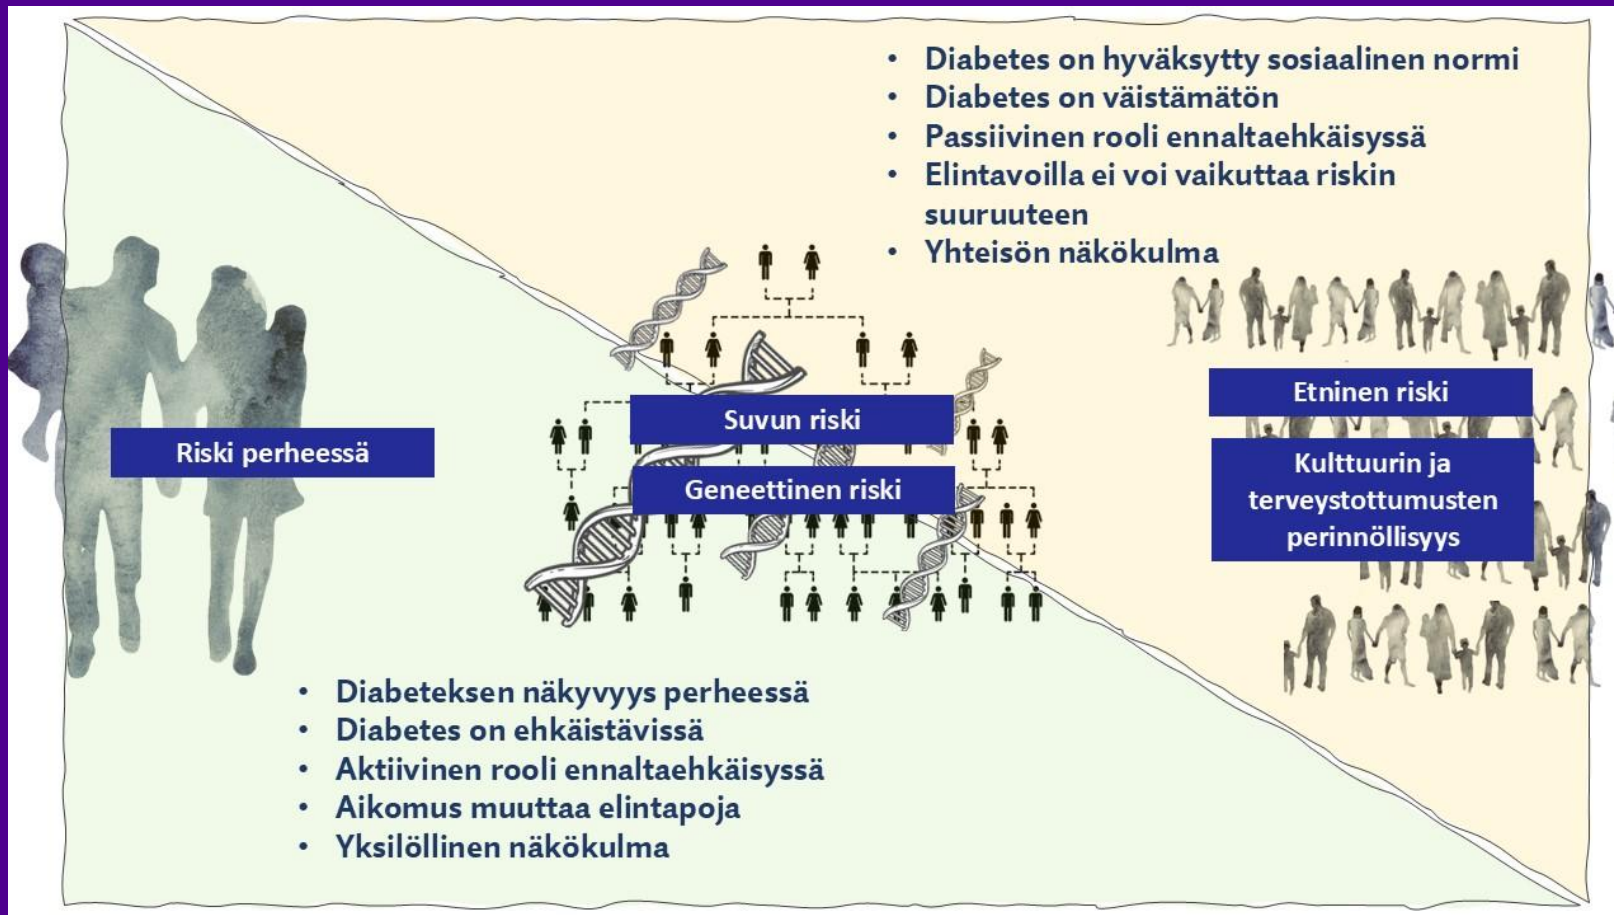 • Diabetes on hyväksytty sosiaalinen normi
• Diabetes on väistämätön
• Passiivinen rooli ennaltaehkäisyssä
• Elintavoilla ei voi vaikuttaa riskin
suuruuteen
• Yhteisön näkökulma
Riski perheessä
Suvun riski
Geneettinen riski
Etninen riski
Kulttuurin ja
terveystottumusten
perinnöllisyys
• Diabeteksen näkyvyys perheessä
• Diabetes on ehkäistävissä
• Aktiivinen rooli ennaltaehkäisyssä
• Aikomus muuttaa elintapoja
• Yksilöllinen näkökulma